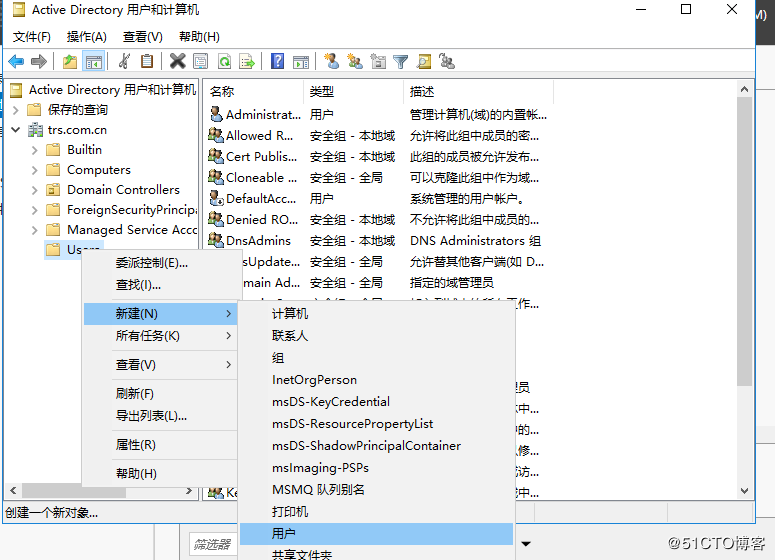 Active Directory 用户和计算机
文件(F) 操作(A) 查看(V) 帮助(H)
Active Directory 用户和计算机
保存的查询
trs.com.cn
Builtin
Computers
Domain Controllers
ForeignSecurityPrincipa
Managed Service Acco
Users
名称 类型 描述
Administrat... 用户 管理计算机(域)的内置帐...
Allowed R... 安全组 - 本地域 允许将此组中成员的密...
Cert Publis... 安全组 - 本地域 此组的成员被允许发布...
Cloneable ... 安全组 - 全局 可以克隆此组中作为域...
DefaultAcc... 用户 系统管理的用户帐户。
Denied RO... 安全组 - 本地域 不允许将此组中成员的...
DnsAdmins 安全组 - 本地域 DNS Administrators 组
sUpdate... 安全组 - 全局 允许替其他客户端(如 D...
main Ad... 安全组 - 全局 指定的域管理员
委派控制(E)...
查找(I)...
新建(N)
所有任务(K)
查看(V)
刷新(F)
导出列表(L)...
属性(R)
帮助(H)
计算机
联系人
组
InetOrgPerson
msDS-KeyCredential
msDS-ResourcePropertyList
msDS-ShadowPrincipalContainer
msImaging-PSPs
MSMQ 队列别名
打印机
用户
共享文件夹
创建一个新对象...
筛选器
@51CTO博客